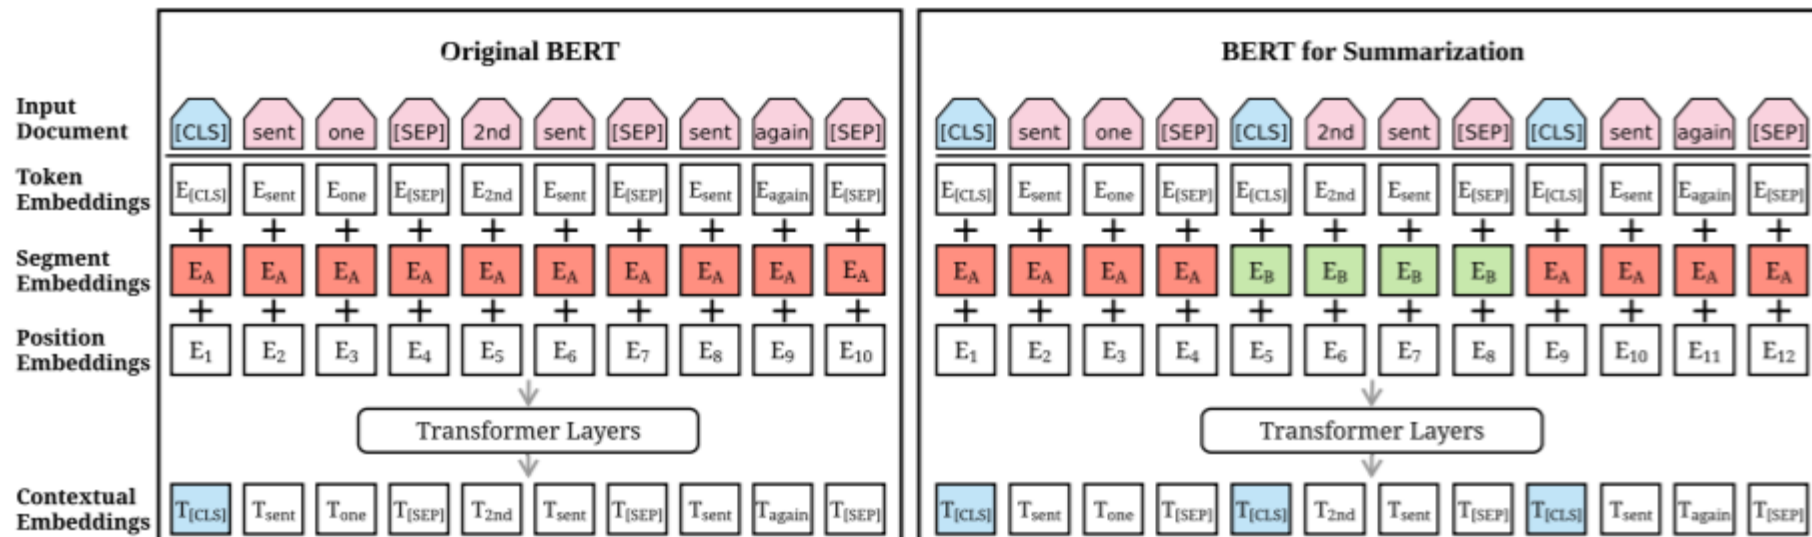 Original BERT
BERT for Summarization
Input Document
[CLS] sent one [SEP] 2nd sent [SEP] sent again [SEP]
[CLS] sent one [SEP] [CLS] 2nd sent [SEP] [CLS] sent again [SEP]
Token Embeddings
E[CLS] Esent Eone E[SEP] E2nd Esent E[SEP] Esent Eagain E[SEP]
E[CLS] Esent Eone E[SEP] E[CLS] E2nd Esent E[SEP] E[CLS] Esent Eagain E[SEP]
+ + + + + + + + + +
+ + + + + + + + + + + +
Segment Embeddings
EA EA EA EA EA EA EA EA EA EA
EA EA EA EA EB EB EB EB EA EA EA EA
+ + + + + + + + + +
+ + + + + + + + + + + +
Position Embeddings
E1 E2 E3 E4 E5 E6 E7 E8 E9 E10
E1 E2 E3 E4 E5 E6 E7 E8 E9 E10 E11 E12
Transformer Layers
Transformer Layers
Contextual Embeddings
T[CLS] Tsent Tone T[SEP] T2nd Tsent T[SEP] Tsent Tagain T[SEP]
T[CLS] Tsent Tone T[SEP] T[CLS] T2nd Tsent T[SEP] T[CLS] Tsent Tagain T[SEP]